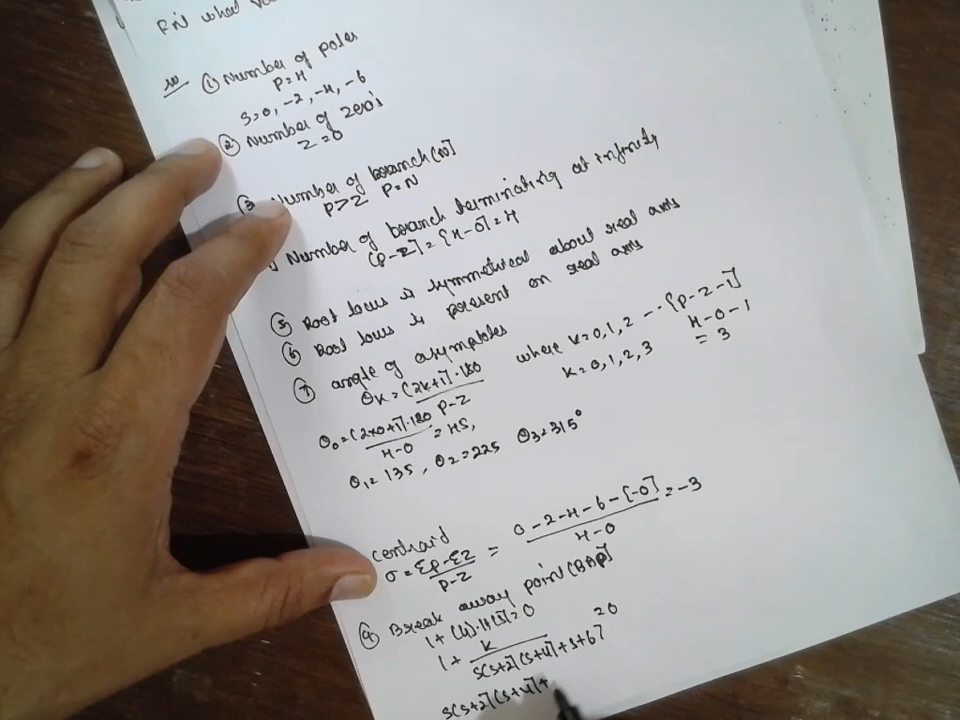 ① Number of poles
P=4
s=0, -2, -4, -6
② Number of zero's
Z=0
③ Number of branch[N]
P>Z P=N
Number of branch terminating at infinity
[P-Z] = [4-0] = 4
⑤ Root locus is symmetrical about real axis
⑥ Root locus is present on real axis
⑦ angle of asymptotes
θk = [2k+1]·180 / P-Z where k=0,1,2 --- [P-Z-1]
k=0,1,2,3 4-0-1 = 3
θ0 = [2×0+1]·180 / 4-0 = 45,
θ1= 135, θ2=225 θ3=315°
centroid
σ = ΣP-ΣZ / P-Z = 0-2-4-6-[-0] / 4-0 = -3
⑨ Break away point(BAP]
1+ G(s)·H(s)=0
1+ K / s(s+2](s+4]+s+6] =0
s(s+2](s+4]+